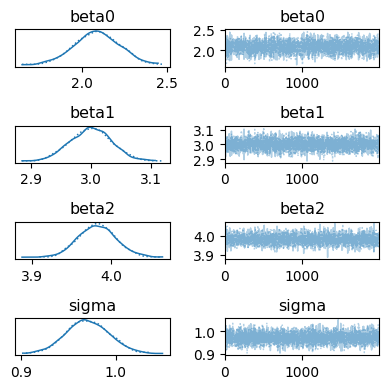 beta0 beta0
2.5
2.0
2.0 2.5 0 1000
beta1 beta1
3.1
3.0
2.9
2.9 3.0 3.1 0 1000
beta2 beta2
4.0
3.9
3.9 4.0 0 1000
sigma sigma
1.0
0.9
0.9 1.0 0 1000